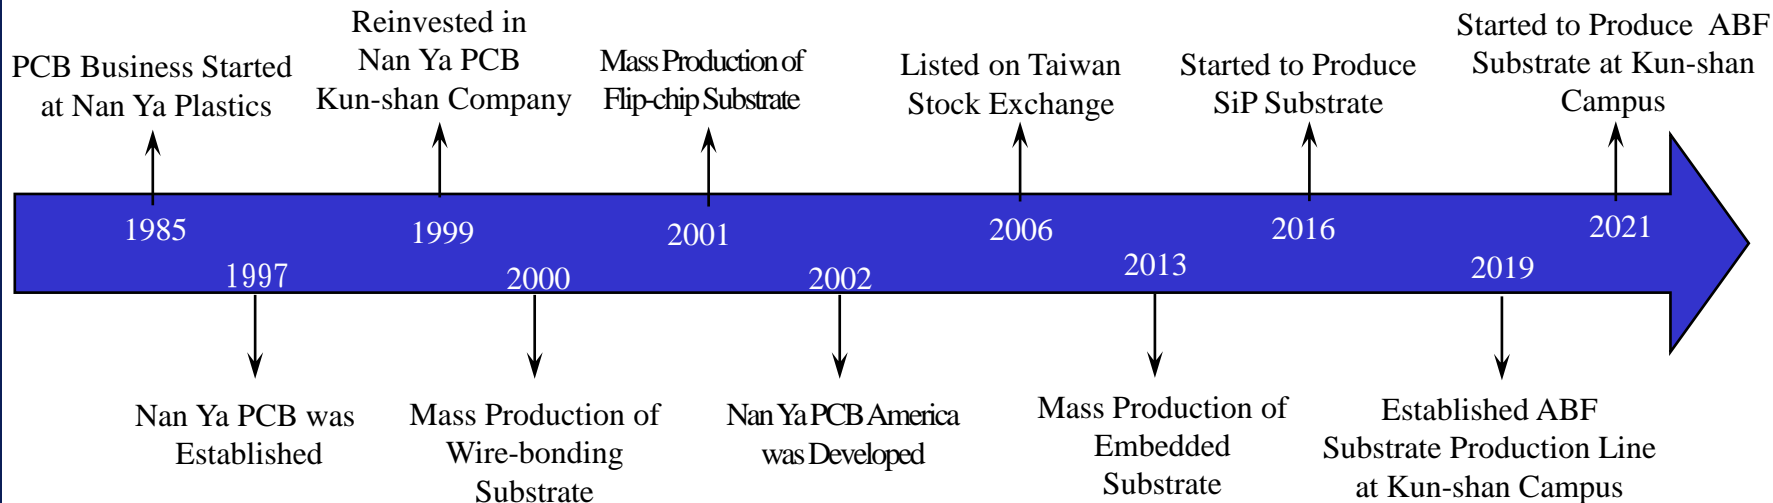 PCB Business Started
at Nan Ya Plastics
Reinvested in
Nan Ya PCB
Kun-shan Company
Mass Production of
Flip-chip Substrate
Listed on Taiwan
Stock Exchange
Started to Produce
SiP Substrate
Started to Produce ABF
Substrate at Kun-shan
Campus
1985
1999
2001
2006
2016
2021
1997
2000
2002
2013
2019
Nan Ya PCB was
Established
Mass Production of
Wire-bonding
Substrate
Nan Ya PCB America
was Developed
Mass Production of
Embedded
Substrate
Established ABF
Substrate Production Line
at Kun-shan Campus